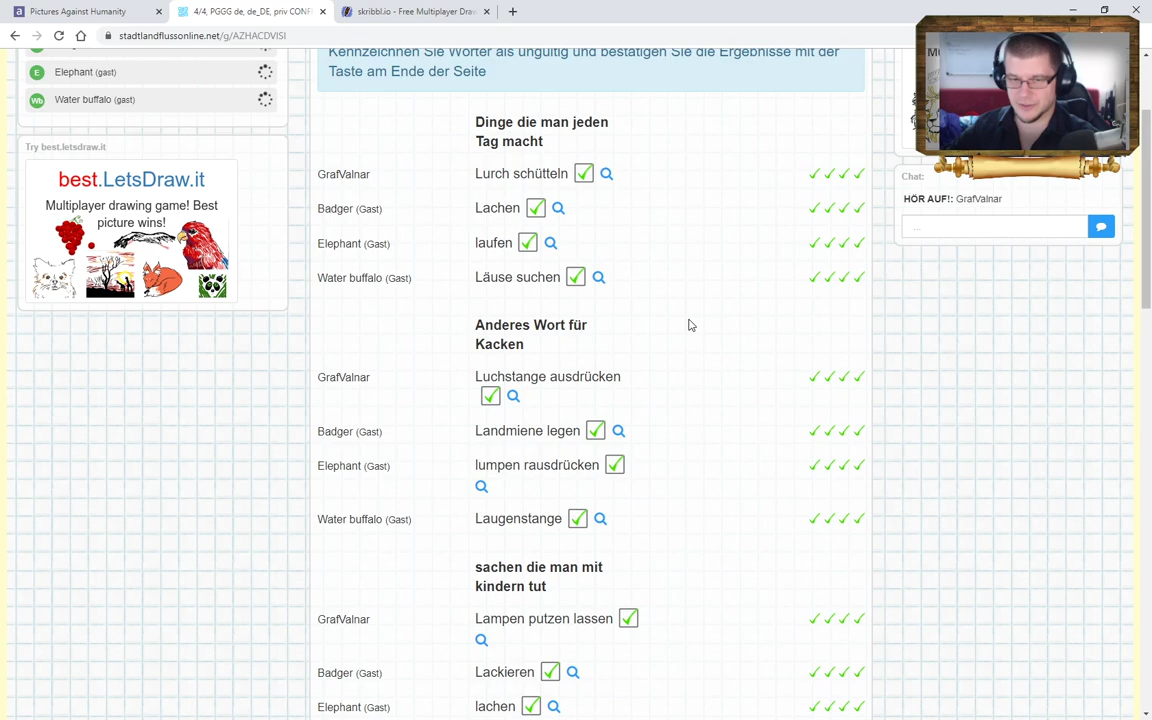 Pictures Against Humanity
4/4, PGGG de, de_DE, priv CONF
skribbl.io - Free Multiplayer Draw
stadtlandflussonline.net/g/AZHACDVISI
Kennzeichnen Sie Wörter als ungültig und bestätigen Sie die Ergebnisse mit der
Taste am Ende der Seite
E Elephant (gast)
Wb Water buffalo (gast)
Try best.letsdraw.it
best.LetsDraw.it
Multiplayer drawing game! Best
picture wins!
Dinge die man jeden
Tag macht
GrafValnar Lurch schütteln
Badger (Gast) Lachen
Elephant (Gast) laufen
Water buffalo (Gast) Läuse suchen
Anderes Wort für
Kacken
GrafValnar Luchstange ausdrücken
Badger (Gast) Landmiene legen
Elephant (Gast) lumpen rausdrücken
Water buffalo (Gast) Laugenstange
sachen die man mit
kindern tut
GrafValnar Lampen putzen lassen
Badger (Gast) Lackieren
Elephant (Gast) lachen
Chat:
HÖR AUF!: GrafValnar
...